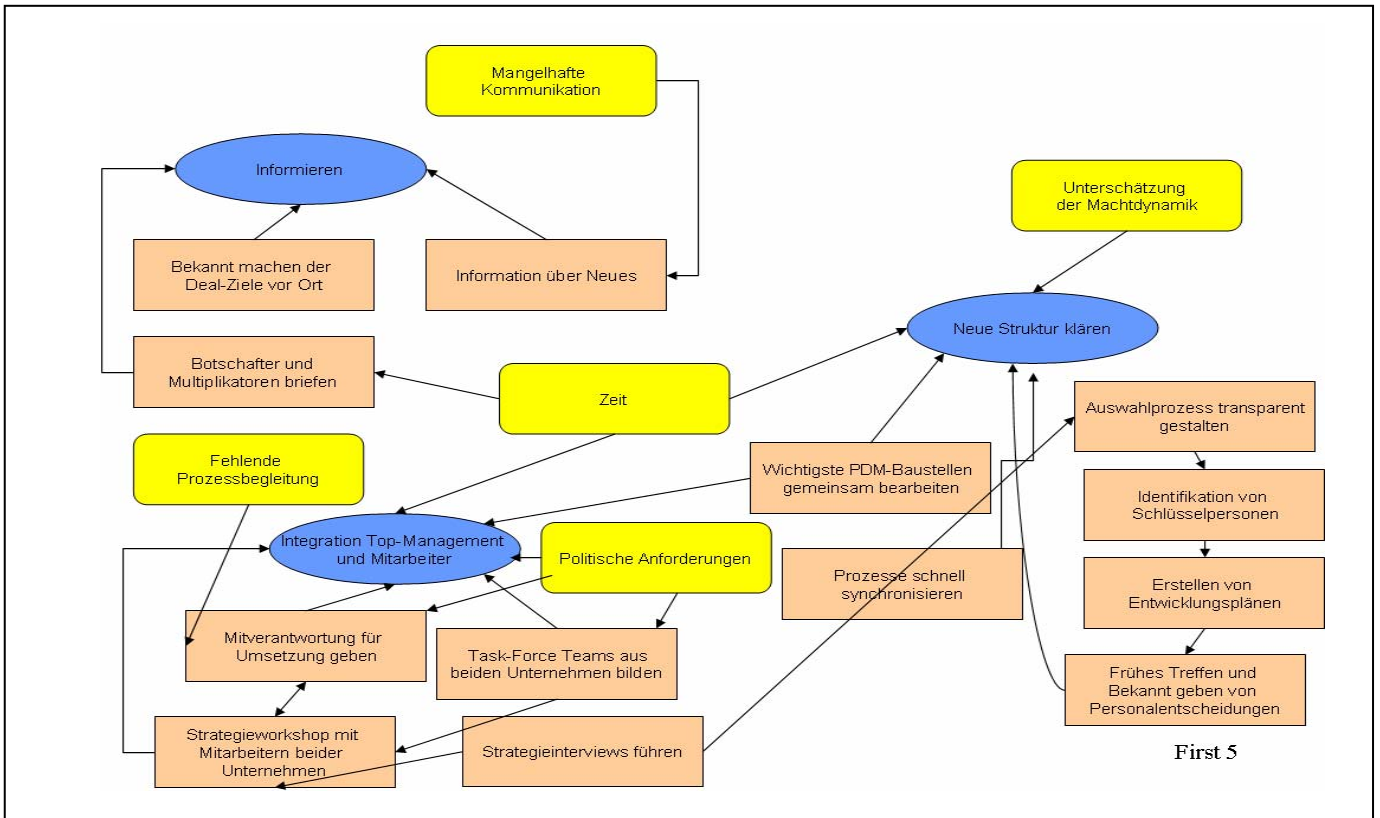 Mangelhafte
Kommunikation
Informieren
Unterschätzung
der Machtdynamik
Bekannt machen der
Deal-Ziele vor Ort
Information über Neues
Neue Struktur klären
Botschafter und
Multiplikatoren briefen
Zeit
Auswahlprozess transparent
gestalten
Fehlende
Prozessbegleitung
Wichtigste PDM-Baustellen
gemeinsam bearbeiten
Identifikation von
Schlüsselpersonen
Integration Top-Management
und Mitarbeiter
Politische Anforderungen
Prozesse schnell
synchronisieren
Erstellen von
Entwicklungsplänen
Mitverantwortung für
Umsetzung geben
Task-Force Teams aus
beiden Unternehmen bilden
Frühes Treffen und
Bekannt geben von
Personalentscheidungen
Strategieworkshop mit
Mitarbeitern beider
Unternehmen
Strategieinterviews führen
First 5